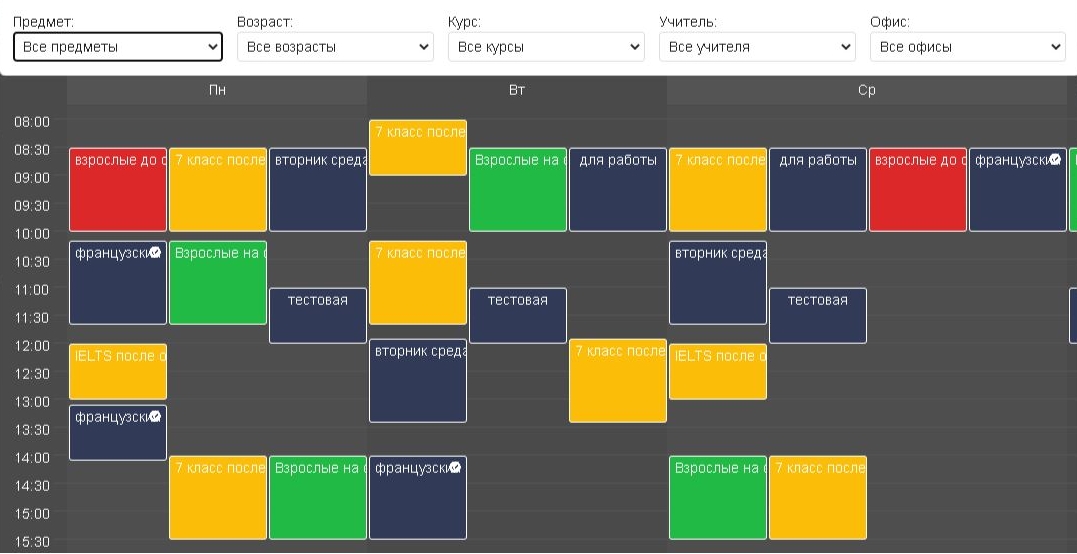 Предмет: Возраст: Курс: Учитель: Офис:
Все предметы Все возрасты Все курсы Все учителя Все офисы
Пн Вт Ср
08:00
7 класс после
08:30
взрослые до о 7 класс после вторник среда Взрослые на о для работы 7 класс после для работы взрослые до о французский
09:00
09:30
10:00
французский Взрослые на о 7 класс после вторник среда
10:30
11:00
тестовая тестовая тестовая
11:30
12:00
IELTS после о вторник среда 7 класс после IELTS после о
12:30
13:00
французский
13:30
14:00
7 класс после Взрослые на о французский Взрослые на о 7 класс после
14:30
15:00
15:30